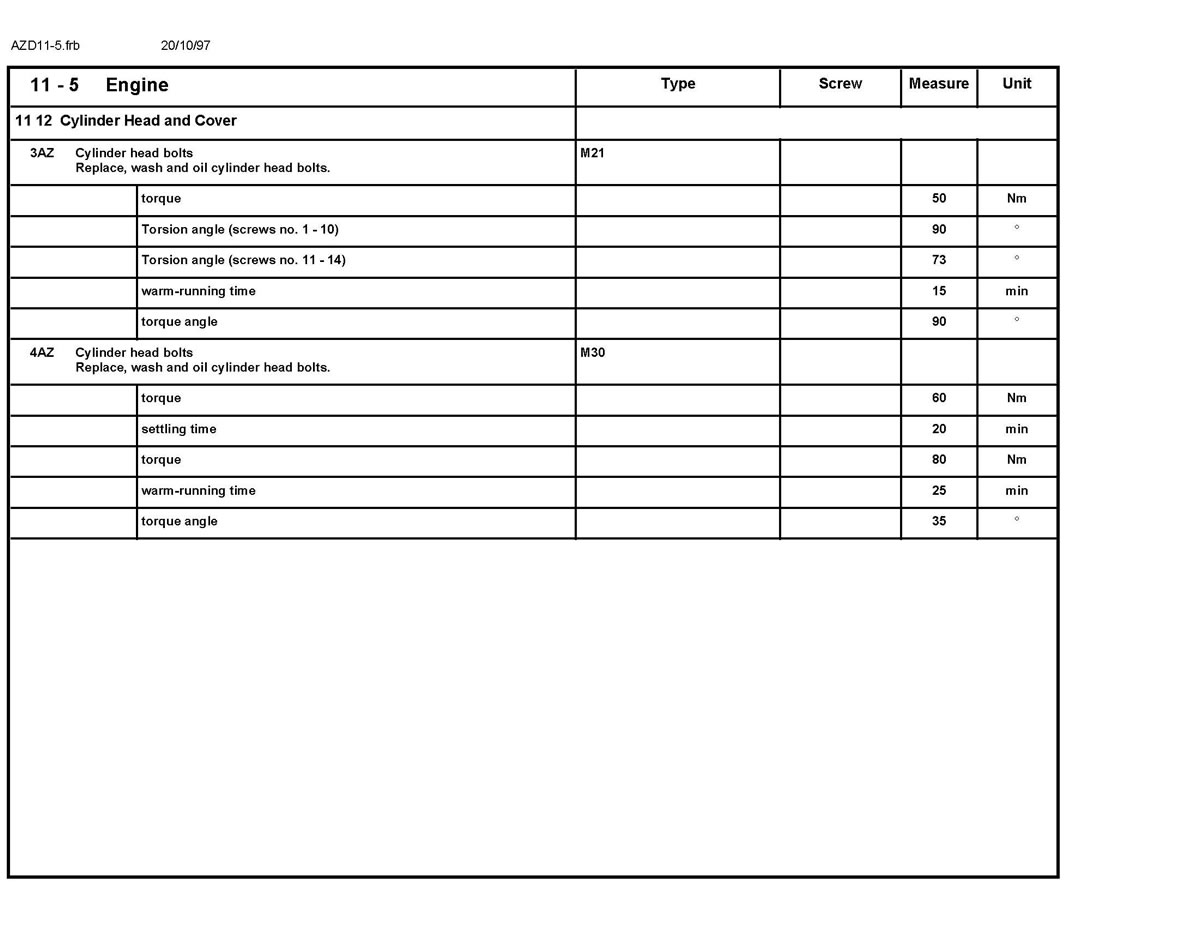 AZD11-5.frb 20/10/97
11 - 5 Engine Type Screw Measure Unit
11 12 Cylinder Head and Cover
3AZ Cylinder head bolts M21
Replace, wash and oil cylinder head bolts.
torque 50 Nm
Torsion angle (screws no. 1 - 10) 90 °
Torsion angle (screws no. 11 - 14) 73 °
warm-running time 15 min
torque angle 90 °
4AZ Cylinder head bolts M30
Replace, wash and oil cylinder head bolts.
torque 60 Nm
settling time 20 min
torque 80 Nm
warm-running time 25 min
torque angle 35 °